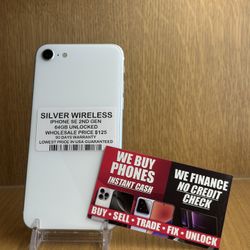 SILVER WIRELESS
IPHONE SE 2ND GEN
64GB UNLOCKED
WHOLESALE PRICE $125
90 DAYS WARRANTY
LOWEST PRICE IN USA GUARANTEED
WE BUY
PHONES
INSTANT CASH
WE FINANCE
NO CREDIT
CHECK
BUY - SELL - TRADE - FIX - UNLOCK